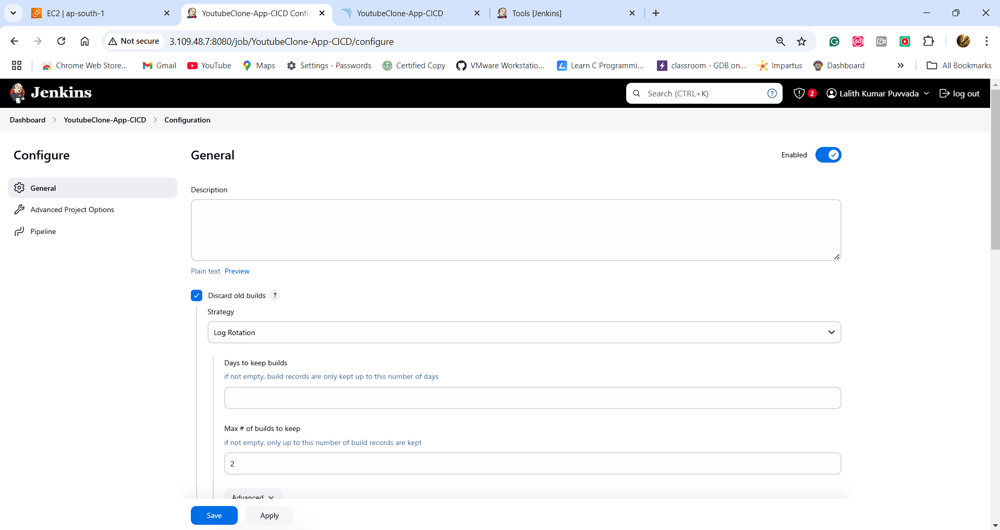 EC2 | ap-south-1
YoutubeClone-App-CICD Config
YoutubeClone-App-CICD
Tools [Jenkins]
Not secure
3.109.48.7:8080/job/YoutubeClone-App-CICD/configure
Chrome Web Store...
Gmail
YouTube
Maps
Settings - Passwords
Certified Copy
VMware Workstatio...
Learn C Programmi...
classroom - GDB on...
Impartus
Dashboard
All Bookmarks
Jenkins
Search (CTRL+K)
?
2
Lalith Kumar Puvvada
log out
Dashboard
YoutubeClone-App-CICD
Configuration
Configure
General
Advanced Project Options
Pipeline
General
Enabled
Description
Plain text Preview
Discard old builds ?
Strategy
Log Rotation
Days to keep builds
if not empty, build records are only kept up to this number of days
Max # of builds to keep
if not empty, only up to this number of build records are kept
2
Advanced
Save
Apply